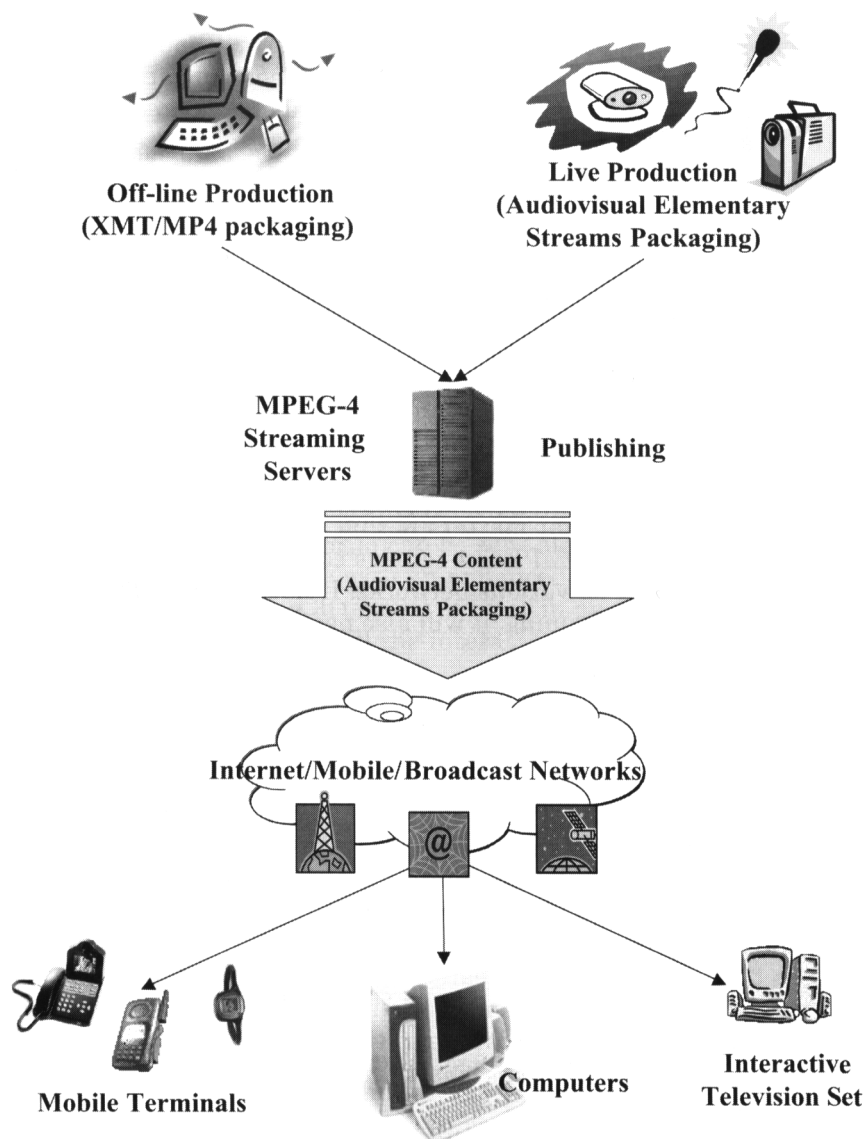 Off-line Production
(XMT/MP4 packaging)
Live Production
(Audiovisual Elementary
Streams Packaging)
MPEG-4
Streaming
Servers
Publishing
MPEG-4 Content
(Audiovisual Elementary
Streams Packaging)
Internet/Mobile/Broadcast Networks
@
Mobile Terminals
Computers
Interactive
Television Set